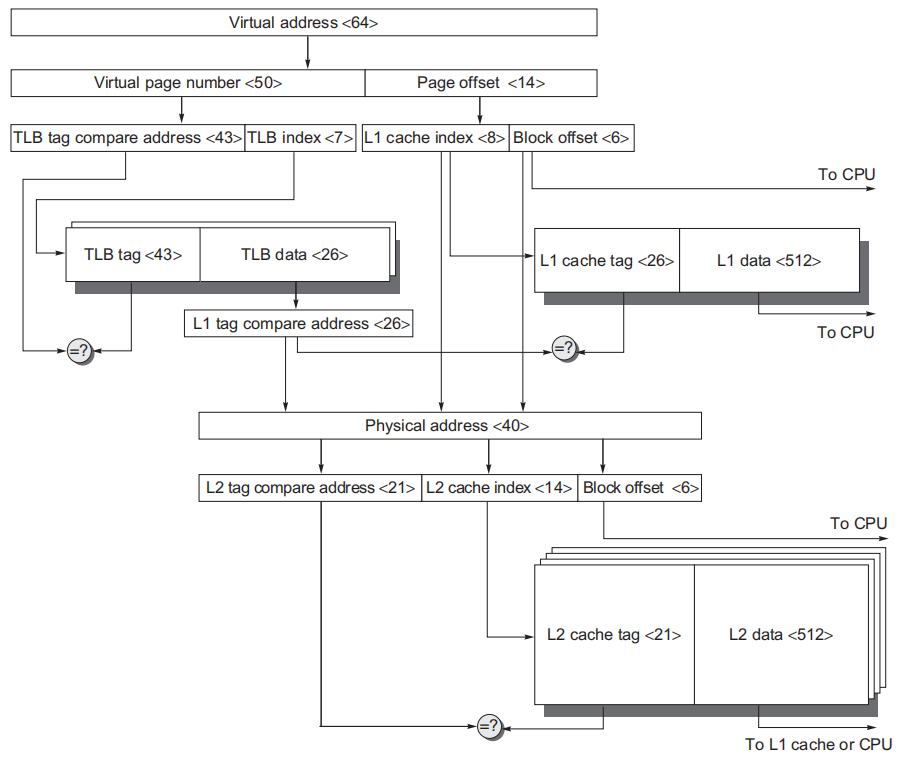 Virtual address <64>
Virtual page number <50>
Page offset <14>
TLB tag compare address <43>
TLB index <7>
L1 cache index <8>
Block offset <6>
To CPU
TLB tag <43>
TLB data <26>
L1 cache tag <26>
L1 data <512>
L1 tag compare address <26>
To CPU
=?
=?
Physical address <40>
L2 tag compare address <21>
L2 cache index <14>
Block offset <6>
To CPU
L2 cache tag <21>
L2 data <512>
=?
To L1 cache or CPU